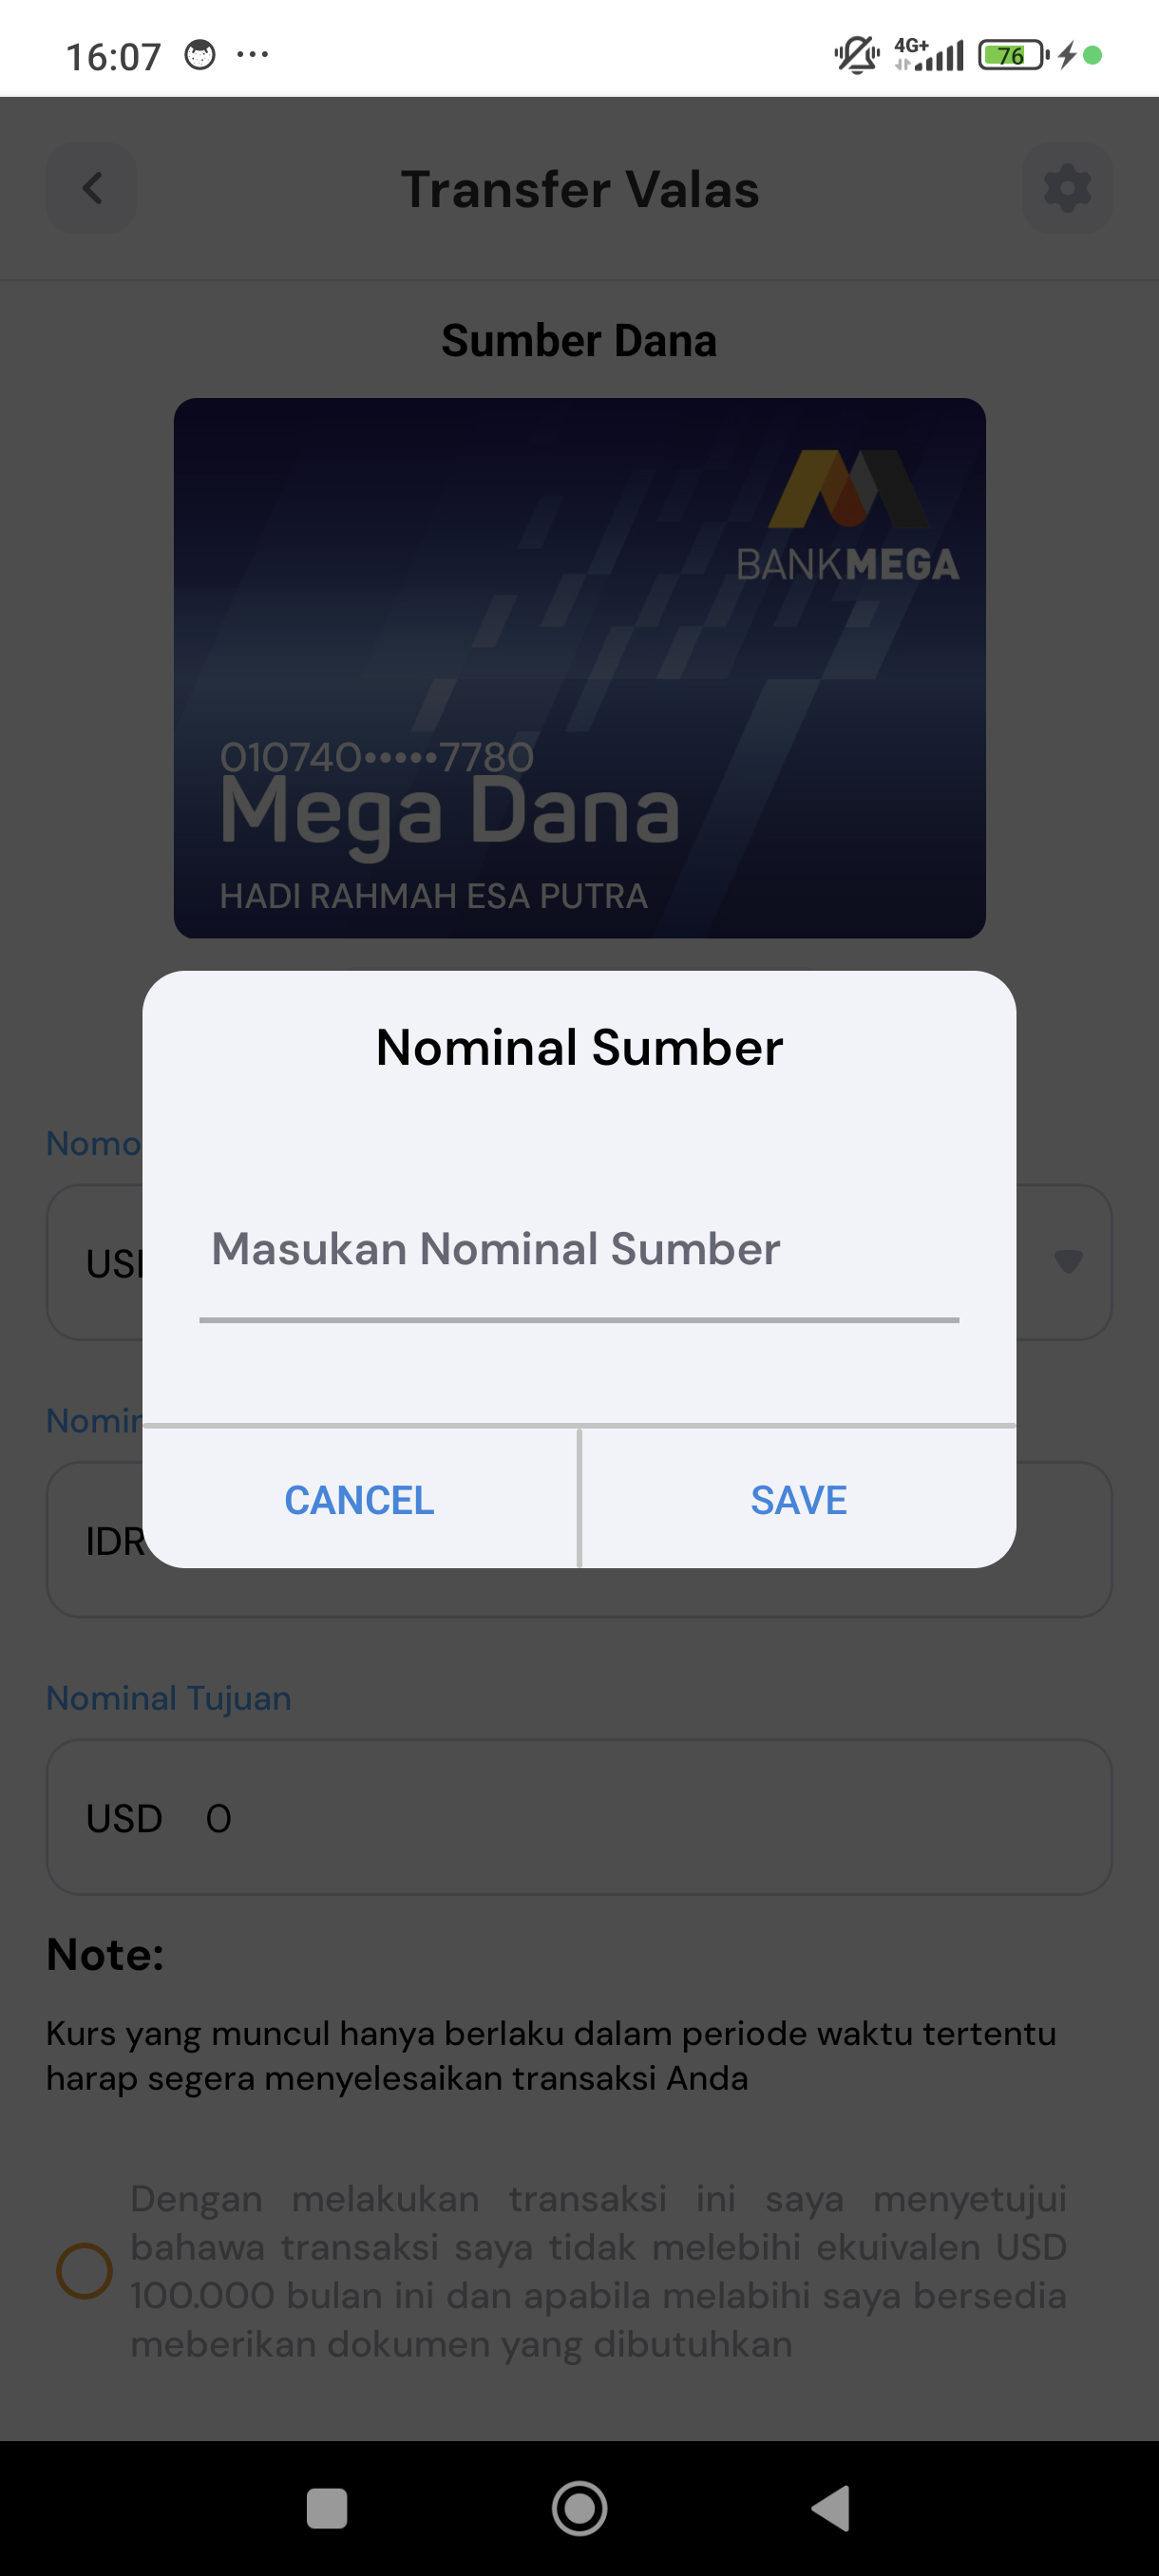 16:07
4G+
76
Transfer Valas
Sumber Dana
BANKMEGA
010740•••••7780
Mega Dana
HADI RAHMAH ESA PUTRA
Nominal Sumber
Masukan Nominal Sumber
CANCEL
SAVE
IDR
Nominal Tujuan
USD 0
Note:
Kurs yang muncul hanya berlaku dalam periode waktu tertentu
harap segera menyelesaikan transaksi Anda
Dengan melakukan transaksi ini saya menyetujui
bahawa transaksi saya tidak melebihi ekuivalen USD
100.000 bulan ini dan apabila melabihi saya bersedia
meberikan dokumen yang dibutuhkan